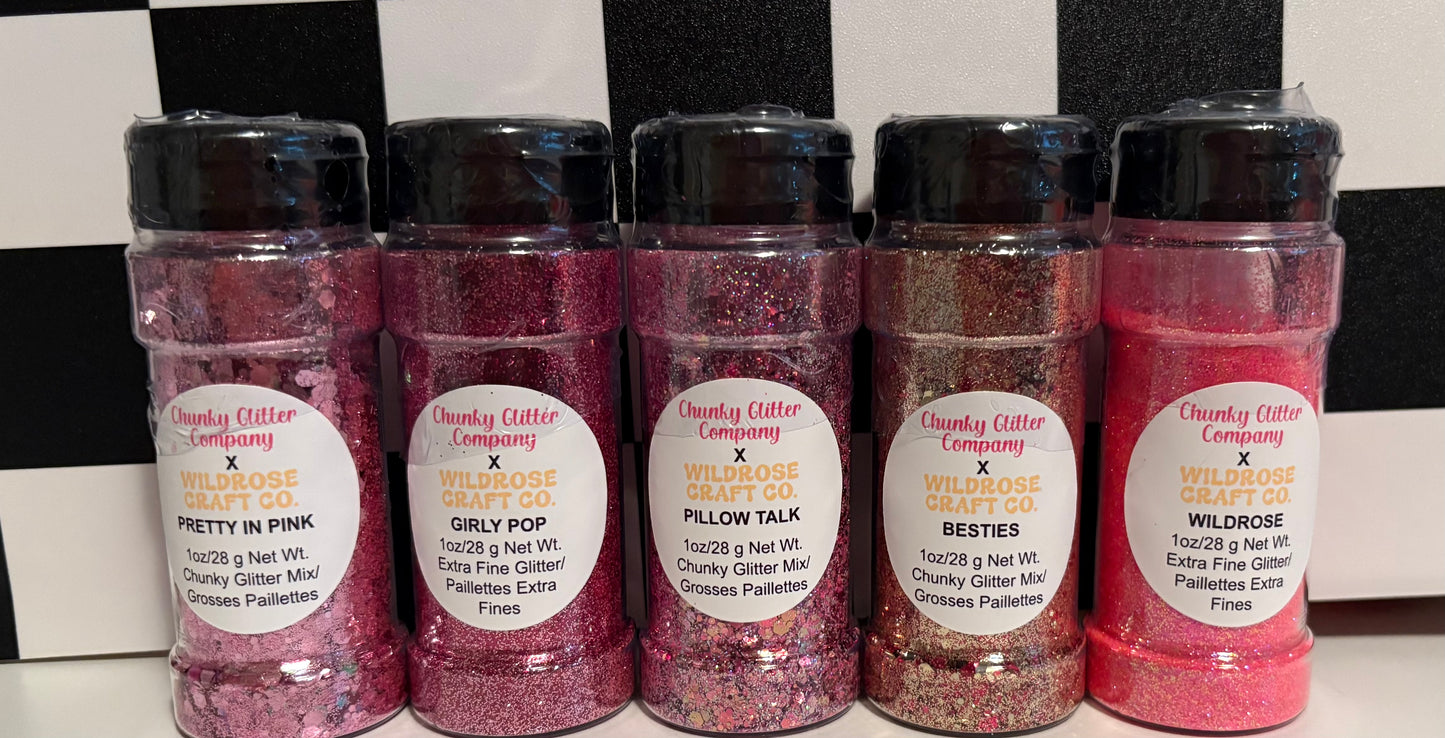 Chunky Glitter
Company
X
WILDROSE
CRAFT CO.
PRETTY IN PINK
1oz/28 g Net Wt.
Chunky Glitter Mix/
Grosses Paillettes
Chunky Glitter
Company
X
WILDROSE
CRAFT CO.
GIRLY POP
1oz/28 g Net Wt.
Extra Fine Glitter/
Paillettes Extra
Fines
Chunky Glitter
Company
X
WILDROSE
CRAFT CO.
PILLOW TALK
1oz/28 g Net Wt.
Chunky Glitter Mix/
Grosses Paillettes
Chunky Glitter
Company
X
WILDROSE
CRAFT CO.
BESTIES
1oz/28 g Net Wt.
Chunky Glitter Mix/
Grosses Paillettes
Chunky Glitter
Company
X
WILDROSE
CRAFT CO.
WILDROSE
1oz/28 g Net Wt.
Extra Fine Glitter/
Paillettes Extra
Fines